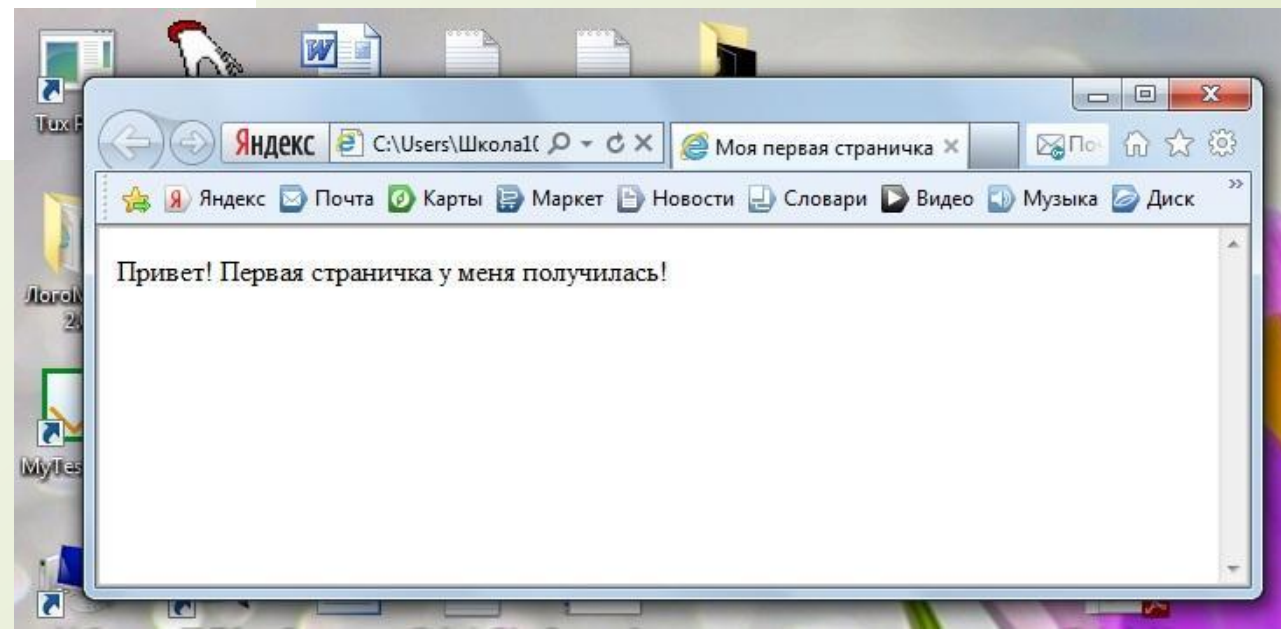 Tux
Яндекс C:\Users\Школа1 Моя первая страничка
Яндекс Почта Карты Маркет Новости Словари Видео Музыка Диск
Привет! Первая страничка у меня получилась!